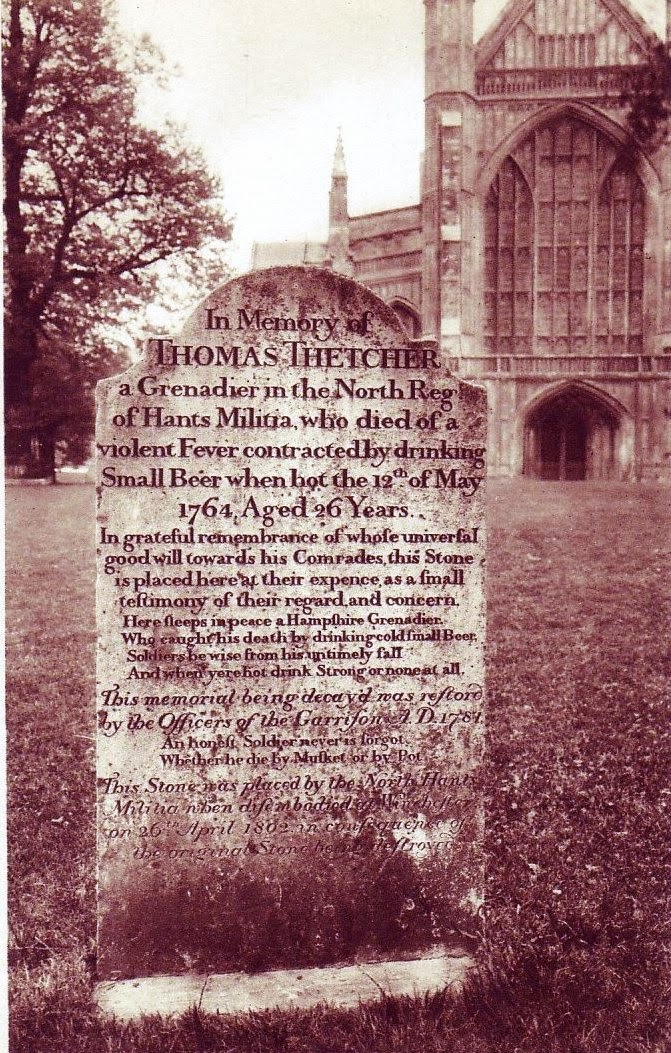 In Memory of
THOMAS THETCHER
a Grenadier in the North Reg.
of Hants Militia, who died of a
violent Fever contracted by drinking
Small Beer when hot the 12th of May
1764. Aged 26 Years.
In grateful remembrance of whoſe univerſal
good will towards his Comrades, this Stone
is placed here at their expence, as a ſmall
teſtimony of their regard and concern.
Here ſleeps in peace a Hampſhire Grenadier,
Who caught his death by drinking cold ſmall Beer,
Soldiers be wise from his untimely fall
And when yere hot drink Strong or none at all.
This memorial being decay'd was reſtor'd
by the Officers of the Garriſon A.D. 1781.
An honeſt Soldier never is forgot
Whether he die by Muſket or by Pot.
This Stone was placed by the North Hants
Militia when diſembodied at Wincheſter
on 26th April 1802 in conſequence of
the original Stone being deſtroyed